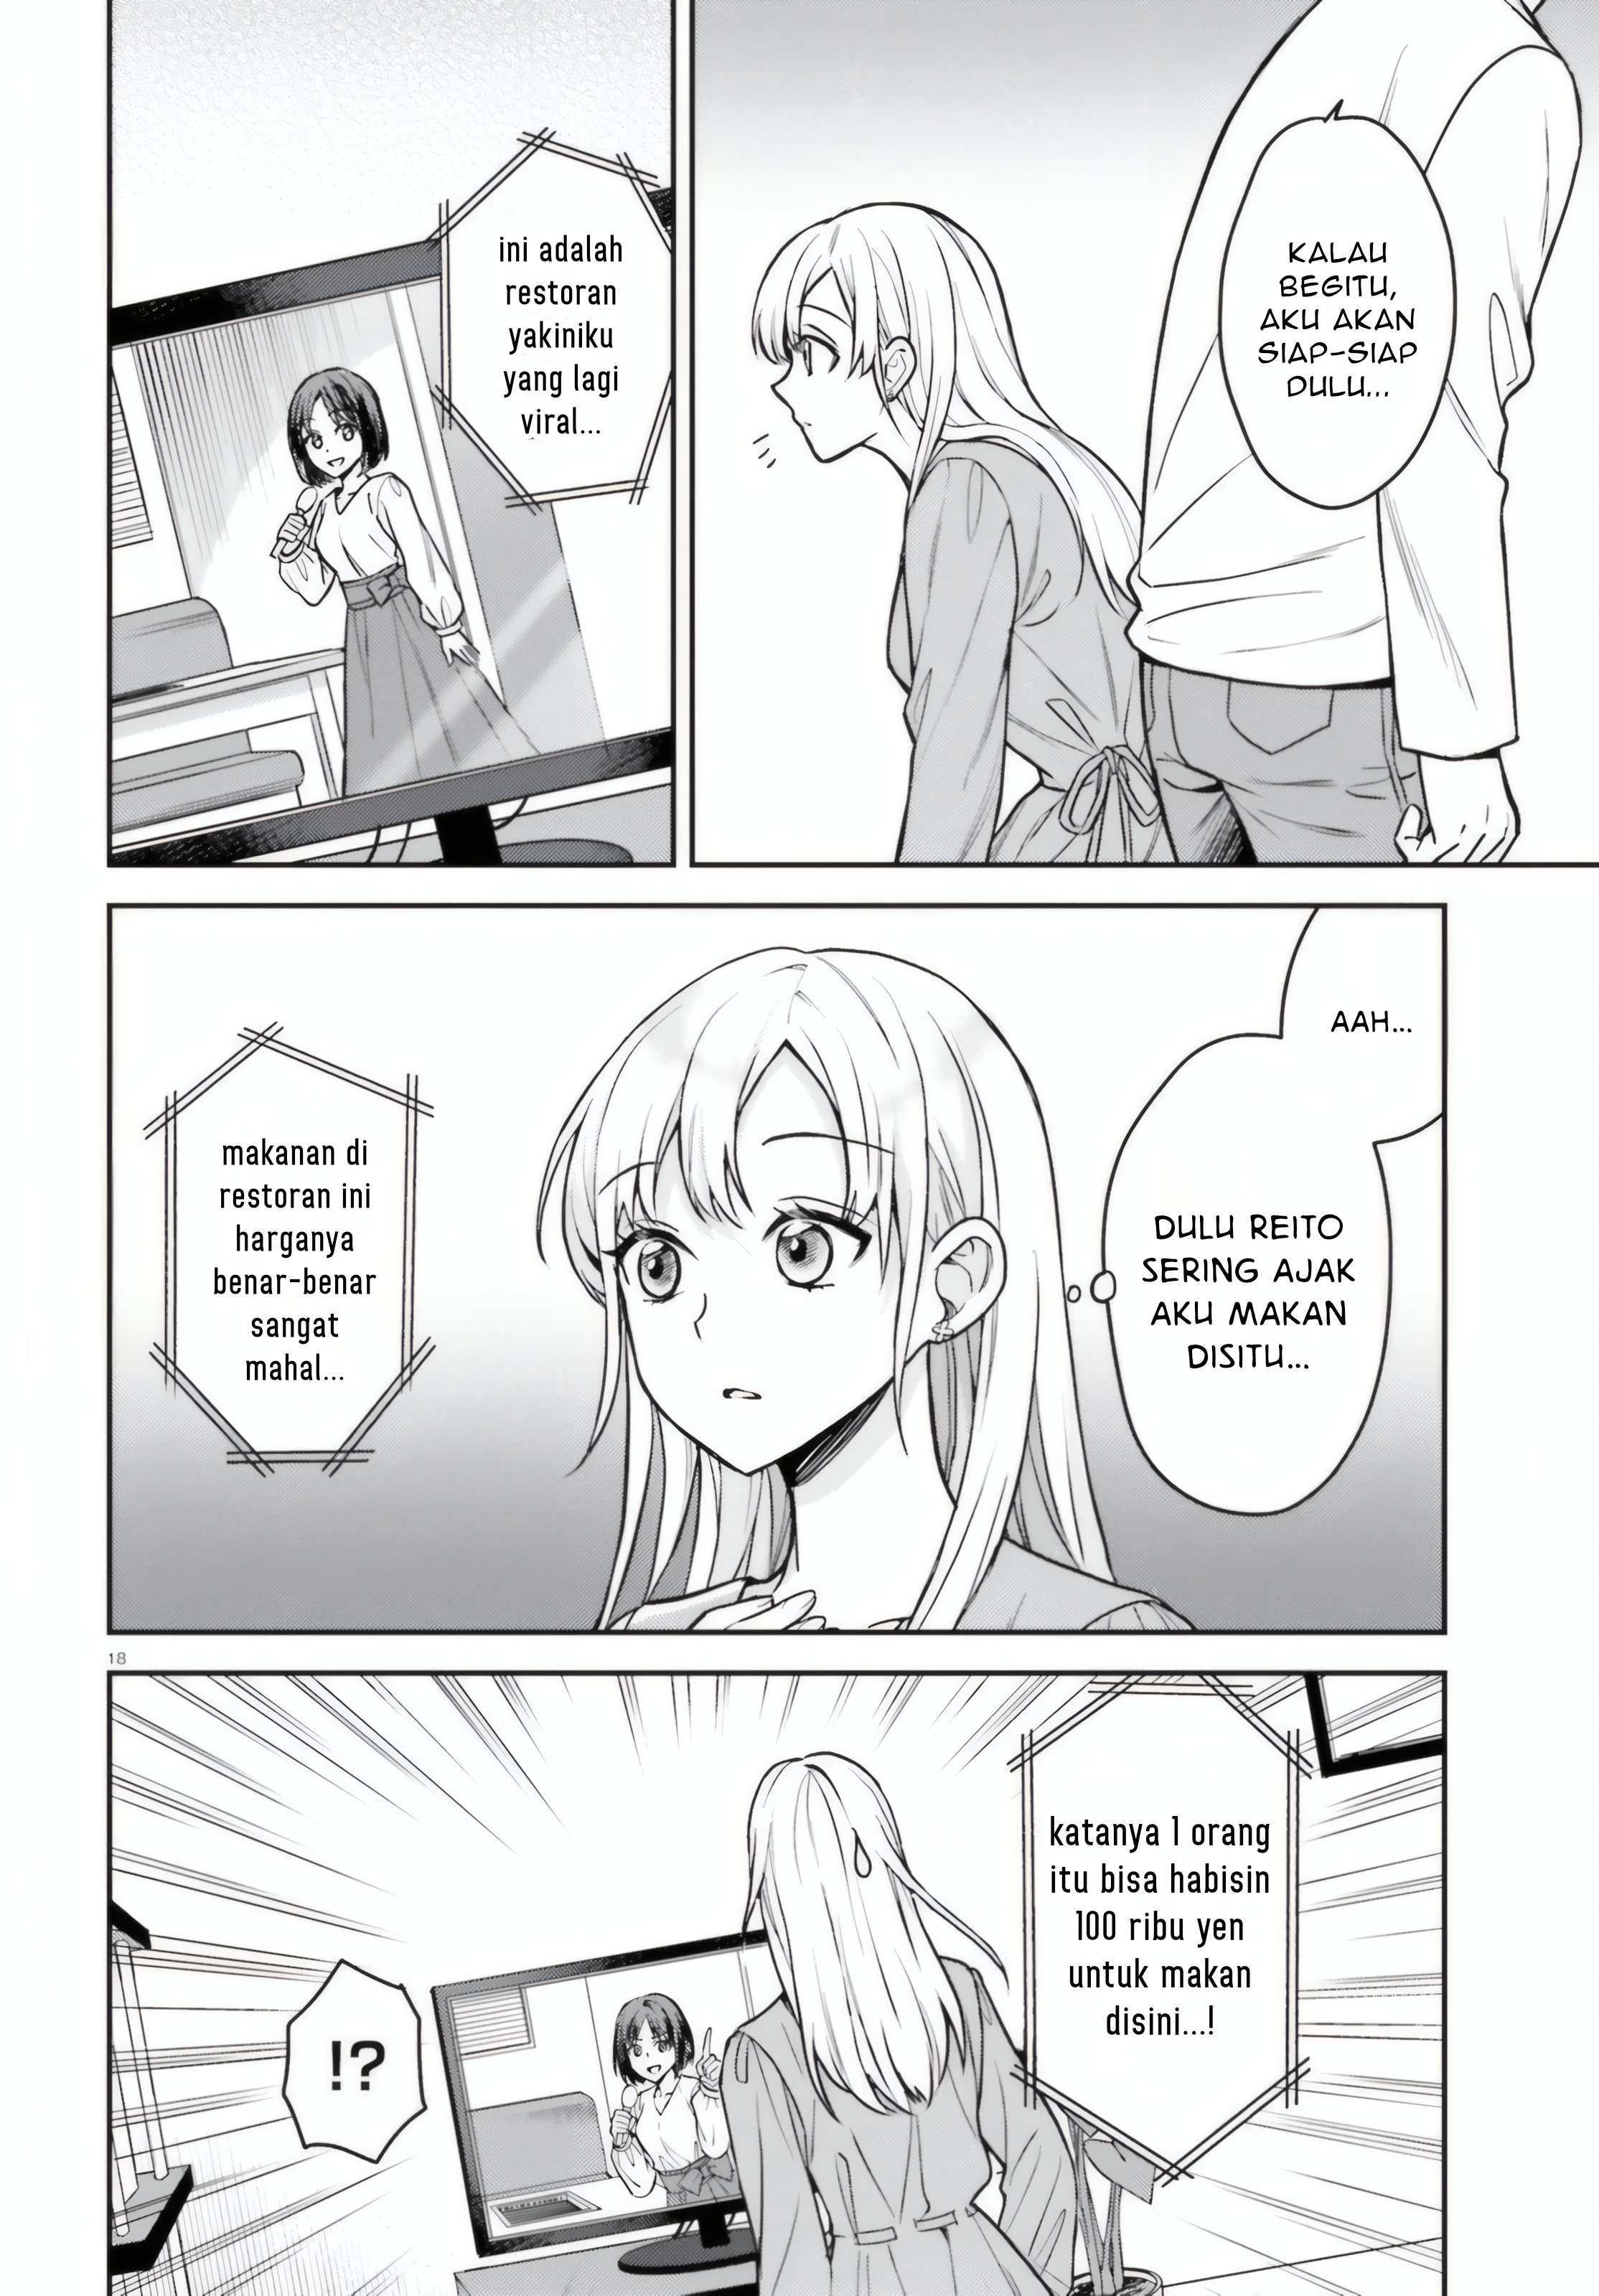 KALAU
BEGITU,
AKU AKAN
SIAP-SIAP
DULU...
ini adalah
restoran
yakiniku
yang lagi
viral...
AAH...
DULU REITO
SERING AJAK
AKU MAKAN
DISITU...
makanan di
restoran ini
harganya
benar-benar
sangat
mahal...
18
katanya 1 orang
itu bisa habisin
100 ribu yen
untuk makan
disini...!
!?